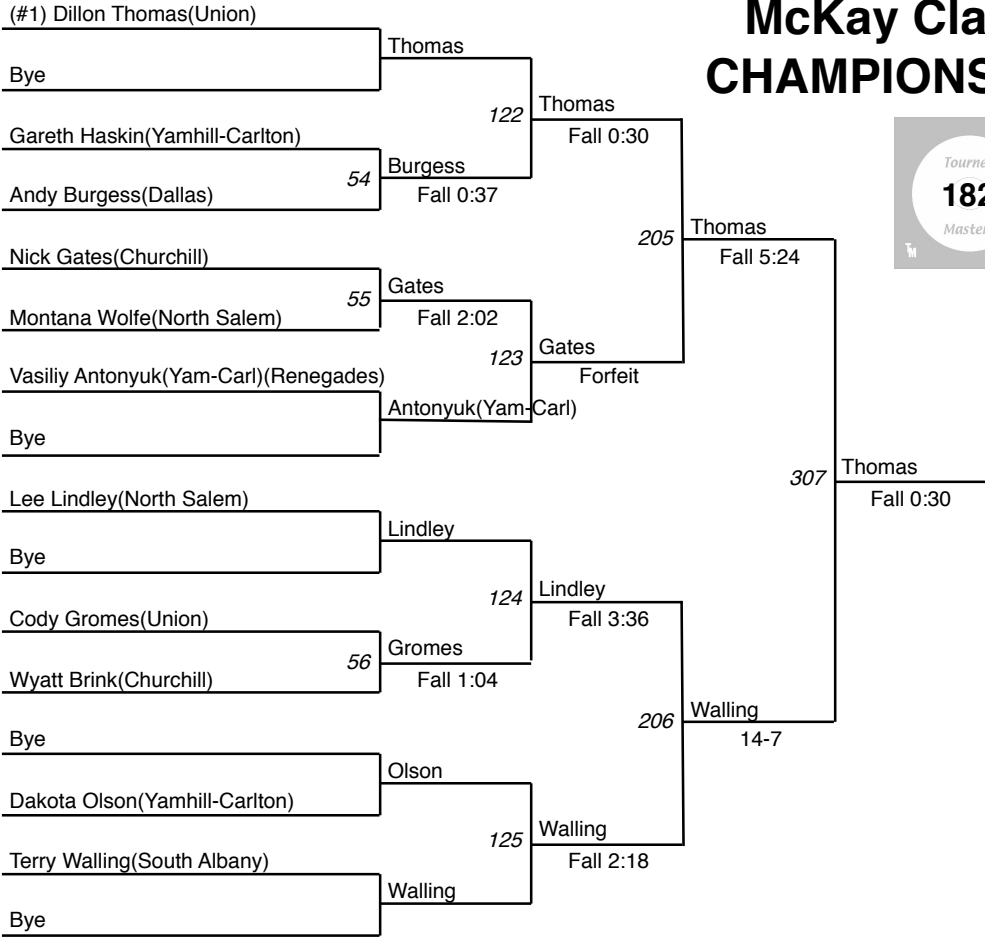 McKay Cla
CHAMPIONS
Tourne
182
Master
TM
(#1) Dillon Thomas(Union)
Bye
Gareth Haskin(Yamhill-Carlton)
Andy Burgess(Dallas)
Nick Gates(Churchill)
Montana Wolfe(North Salem)
Vasiliy Antonyuk(Yam-Carl)(Renegades)
Bye
Lee Lindley(North Salem)
Bye
Cody Gromes(Union)
Wyatt Brink(Churchill)
Bye
Dakota Olson(Yamhill-Carlton)
Terry Walling(South Albany)
Bye
Thomas
54
Burgess
Fall 0:37
55
Gates
Fall 2:02
Antonyuk(Yam-Carl)
Lindley
56
Gromes
Fall 1:04
Olson
Walling
122
Thomas
Fall 0:30
123
Gates
Forfeit
124
Lindley
Fall 3:36
125
Walling
Fall 2:18
205
Thomas
Fall 5:24
206
Walling
14-7
307
Thomas
Fall 0:30